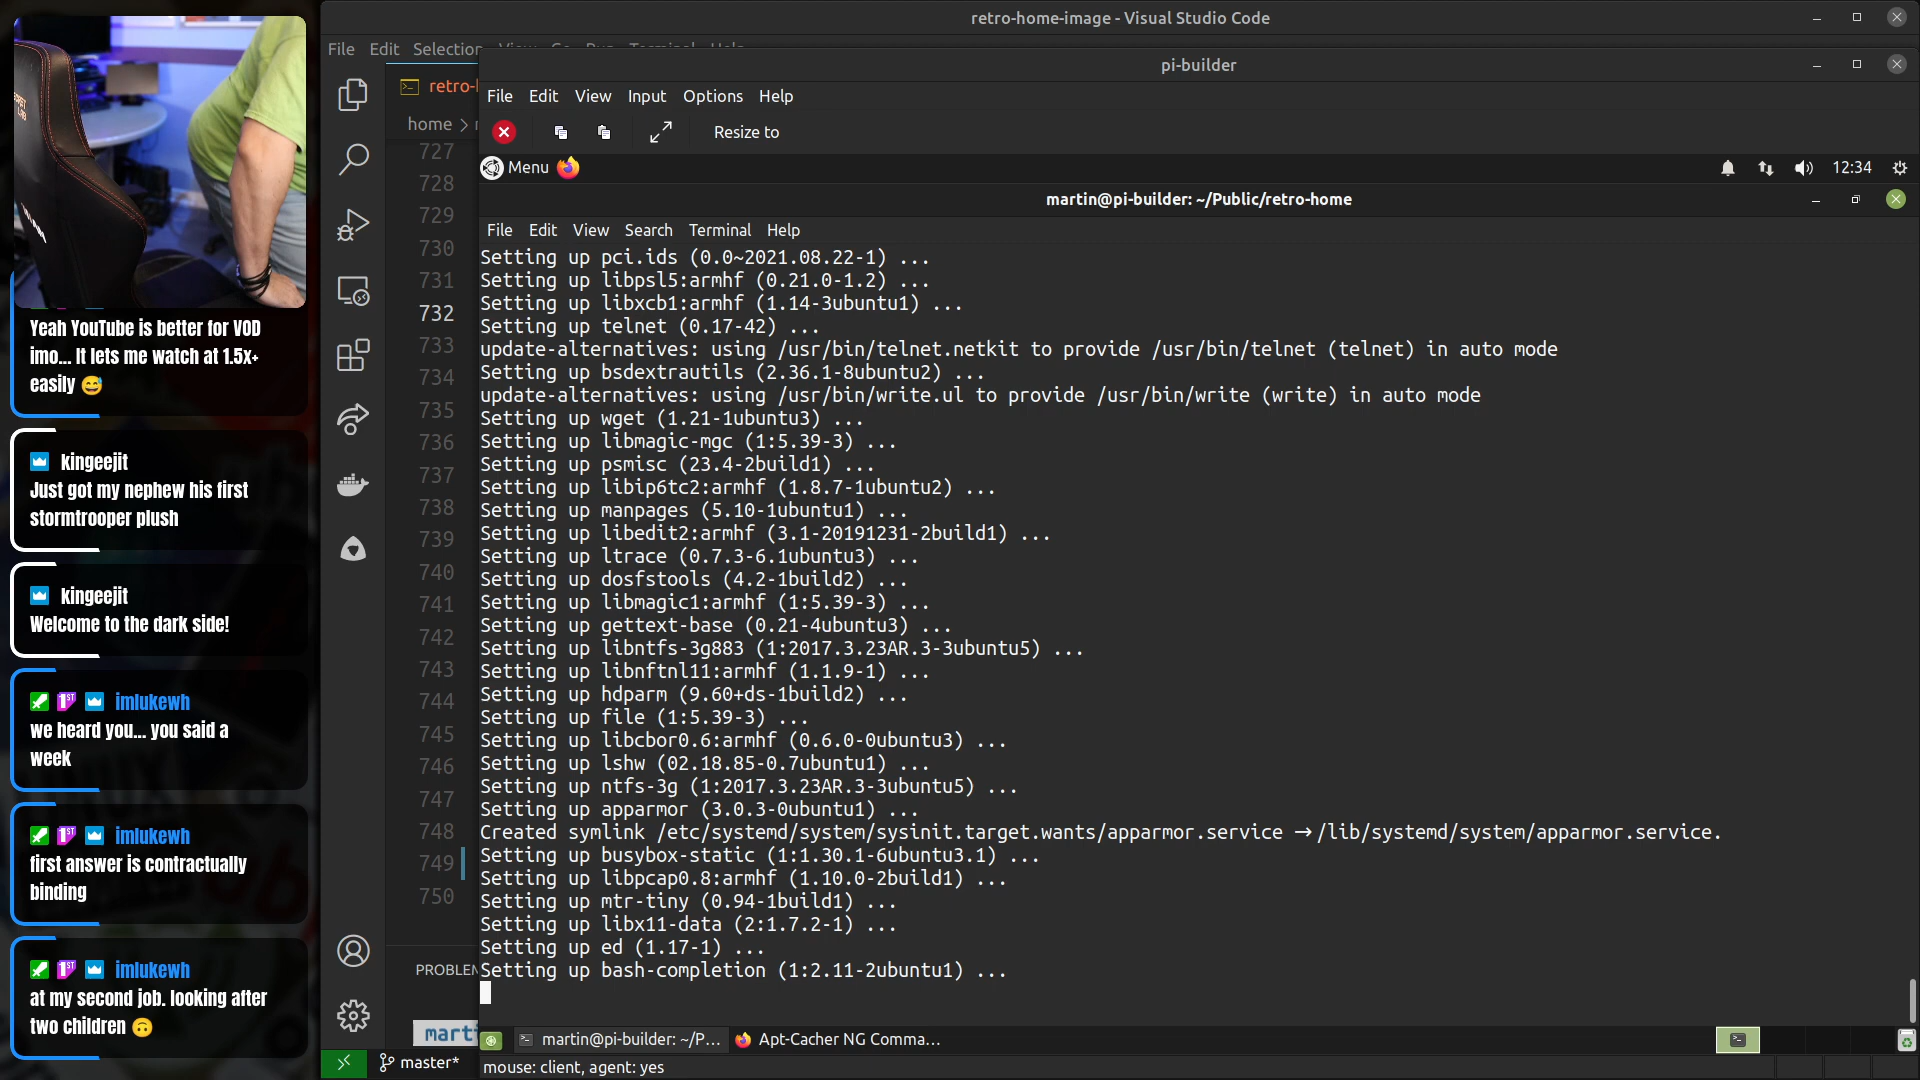 retro-home-image - Visual Studio Code
File Edit Selection
pi-builder
retro-
File Edit View Input Options Help
home >
Resize to
Menu
12:34
martin@pi-builder: ~/Public/retro-home
File Edit View Search Terminal Help
727
728
729
730
731
732
733
734
735
736
737
738
739
740
741
742
743
744
745
746
747
748
749
750
Setting up pci.ids (0.0~2021.08.22-1) ...
Setting up libpsl5:armhf (0.21.0-1.2) ...
Setting up libxcb1:armhf (1.14-3ubuntu1) ...
Setting up telnet (0.17-42) ...
update-alternatives: using /usr/bin/telnet.netkit to provide /usr/bin/telnet (telnet) in auto mode
Setting up bsdextrautils (2.36.1-8ubuntu2) ...
update-alternatives: using /usr/bin/write.ul to provide /usr/bin/write (write) in auto mode
Setting up wget (1.21-1ubuntu3) ...
Setting up libmagic-mgc (1:5.39-3) ...
Setting up psmisc (23.4-2build1) ...
Setting up libip6tc2:armhf (1.8.7-1ubuntu2) ...
Setting up manpages (5.10-1ubuntu1) ...
Setting up libedit2:armhf (3.1-20191231-2build1) ...
Setting up ltrace (0.7.3-6.1ubuntu3) ...
Setting up dosfstools (4.2-1build2) ...
Setting up libmagic1:armhf (1:5.39-3) ...
Setting up gettext-base (0.21-4ubuntu3) ...
Setting up libntfs-3g883 (1:2017.3.23AR.3-3ubuntu5) ...
Setting up libnftnl11:armhf (1.1.9-1) ...
Setting up hdparm (9.60+ds-1build2) ...
Setting up file (1:5.39-3) ...
Setting up libcbor0.6:armhf (0.6.0-0ubuntu3) ...
Setting up lshw (02.18.85-0.7ubuntu1) ...
Setting up ntfs-3g (1:2017.3.23AR.3-3ubuntu5) ...
Setting up apparmor (3.0.3-0ubuntu1) ...
Created symlink /etc/systemd/system/sysinit.target.wants/apparmor.service → /lib/systemd/system/apparmor.service.
Setting up busybox-static (1:1.30.1-6ubuntu3.1) ...
Setting up libpcap0.8:armhf (1.10.0-2build1) ...
Setting up mtr-tiny (0.94-1build1) ...
Setting up libx11-data (2:1.7.2-1) ...
Setting up ed (1.17-1) ...
Setting up bash-completion (1:2.11-2ubuntu1) ...
PROBLEM
marti
martin@pi-builder: ~/P...
Apt-Cacher NG Comma...
master*
mouse: client, agent: yes
Yeah YouTube is better for VOD
imo... It lets me watch at 1.5x+
easily 😅
kingeejit
Just got my nephew his first
stormtrooper plush
kingeejit
Welcome to the dark side!
imlukewh
we heard you... you said a
week
imlukewh
first answer is contractually
binding
imlukewh
at my second job. looking after
two children 🙃